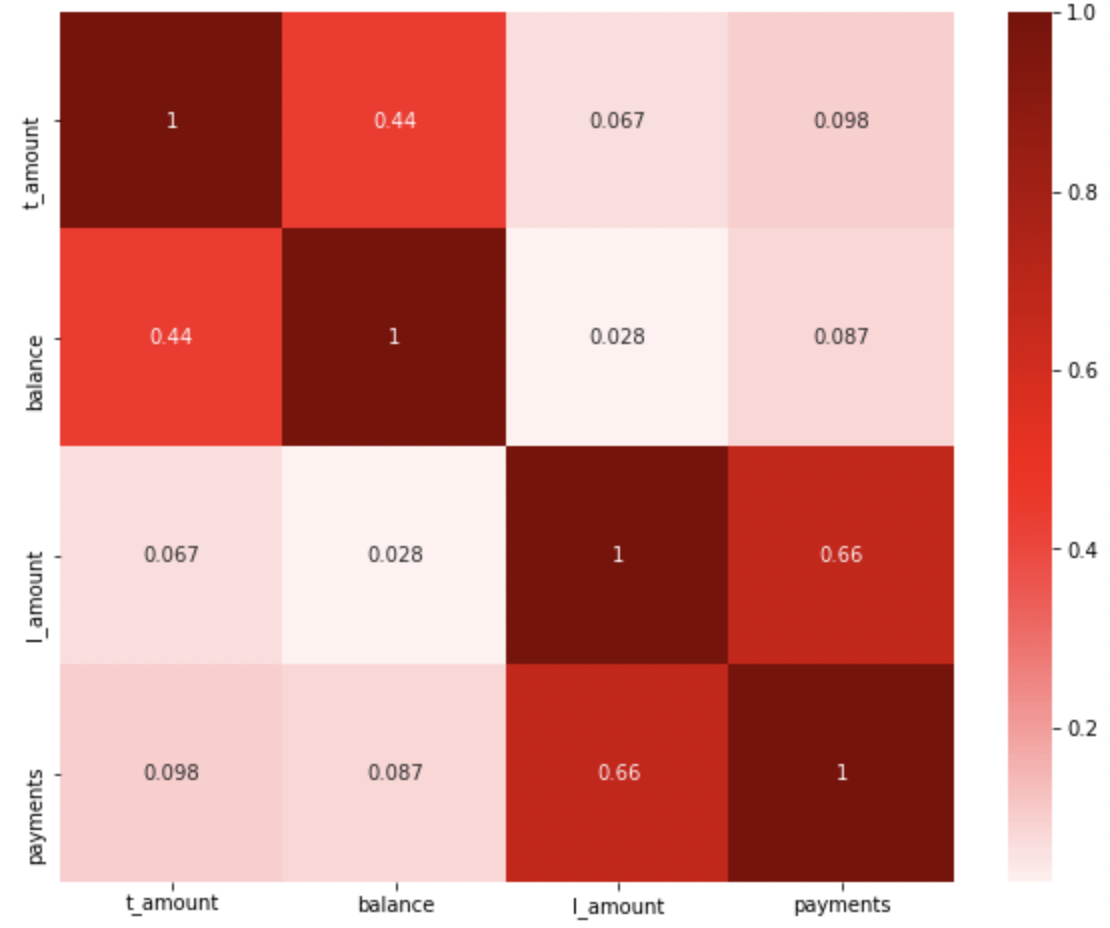 t_amount 1 0.44 0.067 0.098
balance 0.44 1 0.028 0.087
l_amount 0.067 0.028 1 0.66
payments 0.098 0.087 0.66 1
t_amount balance l_amount payments
1.0
0.8
0.6
0.4
0.2